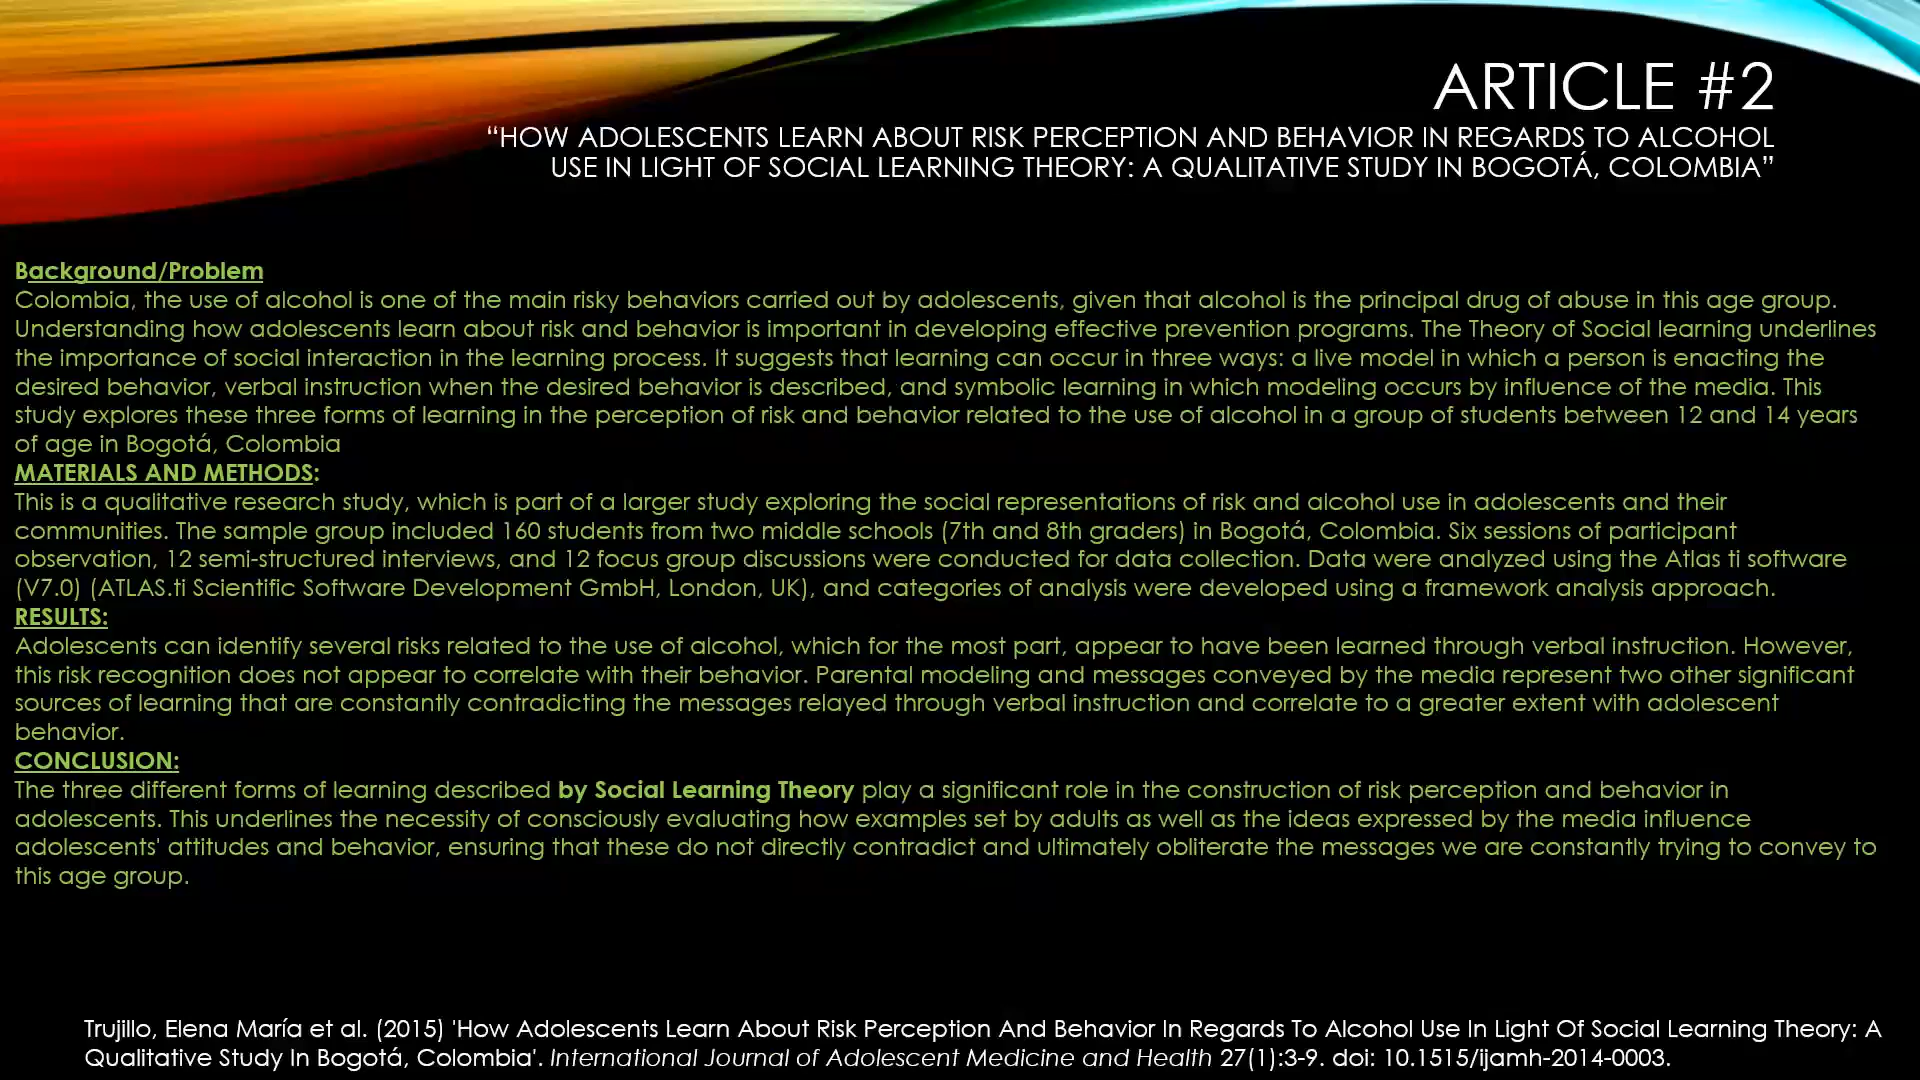 ARTICLE #2
“HOW ADOLESCENTS LEARN ABOUT RISK PERCEPTION AND BEHAVIOR IN REGARDS TO ALCOHOL
USE IN LIGHT OF SOCIAL LEARNING THEORY: A QUALITATIVE STUDY IN BOGOTÁ, COLOMBIA”
Background/Problem
Colombia, the use of alcohol is one of the main risky behaviors carried out by adolescents, given that alcohol is the principal drug of abuse in this age group.
Understanding how adolescents learn about risk and behavior is important in developing effective prevention programs. The Theory of Social learning underlines
the importance of social interaction in the learning process. It suggests that learning can occur in three ways: a live model in which a person is enacting the
desired behavior, verbal instruction when the desired behavior is described, and symbolic learning in which modeling occurs by influence of the media. This
study explores these three forms of learning in the perception of risk and behavior related to the use of alcohol in a group of students between 12 and 14 years
of age in Bogotá, Colombia
MATERIALS AND METHODS:
This is a qualitative research study, which is part of a larger study exploring the social representations of risk and alcohol use in adolescents and their
communities. The sample group included 160 students from two middle schools (7th and 8th graders) in Bogotá, Colombia. Six sessions of participant
observation, 12 semi-structured interviews, and 12 focus group discussions were conducted for data collection. Data were analyzed using the Atlas ti software
(V7.0) (ATLAS.ti Scientific Software Development GmbH, London, UK), and categories of analysis were developed using a framework analysis approach.
RESULTS:
Adolescents can identify several risks related to the use of alcohol, which for the most part, appear to have been learned through verbal instruction. However,
this risk recognition does not appear to correlate with their behavior. Parental modeling and messages conveyed by the media represent two other significant
sources of learning that are constantly contradicting the messages relayed through verbal instruction and correlate to a greater extent with adolescent
behavior.
CONCLUSION:
The three different forms of learning described by Social Learning Theory play a significant role in the construction of risk perception and behavior in
adolescents. This underlines the necessity of consciously evaluating how examples set by adults as well as the ideas expressed by the media influence
adolescents' attitudes and behavior, ensuring that these do not directly contradict and ultimately obliterate the messages we are constantly trying to convey to
this age group.
Trujillo, Elena María et al. (2015) 'How Adolescents Learn About Risk Perception And Behavior In Regards To Alcohol Use In Light Of Social Learning Theory: A
Qualitative Study In Bogotá, Colombia'. International Journal of Adolescent Medicine and Health 27(1):3-9. doi: 10.1515/ijamh-2014-0003.